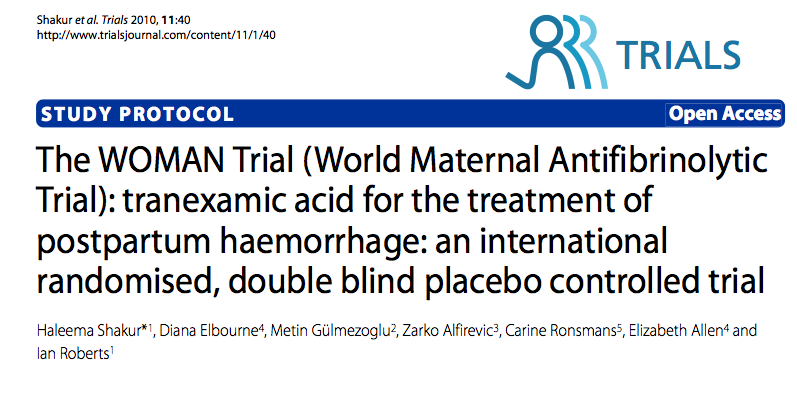 Shakur et al. Trials 2010, 11:40
http://www.trialsjournal.com/content/11/1/40
TRIALS
STUDY PROTOCOL
Open Access
The WOMAN Trial (World Maternal Antifibrinolytic
Trial): tranexamic acid for the treatment of
postpartum haemorrhage: an international
randomised, double blind placebo controlled trial
Haleema Shakur*1, Diana Elbourne4, Metin Gülmezoglu2, Zarko Alfirevic3, Carine Ronsmans5, Elizabeth Allen4 and
Ian Roberts1